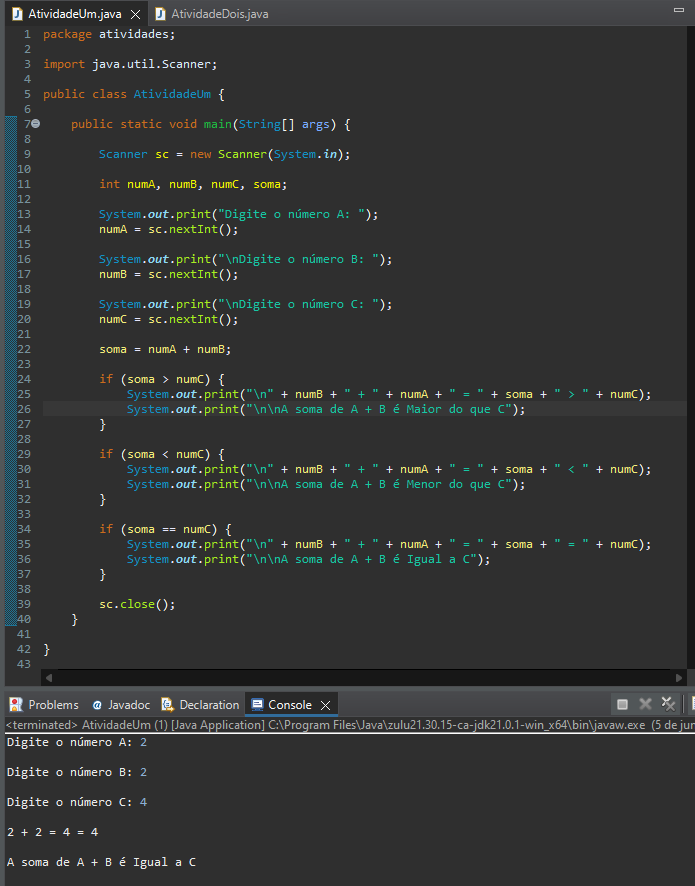 AtividadeUm.java
AtividadeDois.java
1 package atividades;
2
3 import java.util.Scanner;
4
5 public class AtividadeUm {
6
7 public static void main(String[] args) {
8
9 Scanner sc = new Scanner(System.in);
10
11 int numA, numB, numC, soma;
12
13 System.out.print("Digite o número A: ");
14 numA = sc.nextInt();
15
16 System.out.print("\nDigite o número B: ");
17 numB = sc.nextInt();
18
19 System.out.print("\nDigite o número C: ");
20 numC = sc.nextInt();
21
22 soma = numA + numB;
23
24 if (soma > numC) {
25 System.out.print("\n" + numB + " + " + numA + " = " + soma + " > " + numC);
26 System.out.print("\n\nA soma de A + B é Maior do que C");
27 }
28
29 if (soma < numC) {
30 System.out.print("\n" + numB + " + " + numA + " = " + soma + " < " + numC);
31 System.out.print("\n\nA soma de A + B é Menor do que C");
32 }
33
34 if (soma == numC) {
35 System.out.print("\n" + numB + " + " + numA + " = " + soma + " = " + numC);
36 System.out.print("\n\nA soma de A + B é Igual a C");
37 }
38
39 sc.close();
40 }
41
42 }
43
Problems @ Javadoc Declaration Console
<terminated> AtividadeUm (1) [Java Application] C:\Program Files\Java\zulu21.30.15-ca-jdk21.0.1-win_x64\bin\javaw.exe (5 de jun
Digite o número A: 2
Digite o número B: 2
Digite o número C: 4
2 + 2 = 4 = 4
A soma de A + B é Igual a C